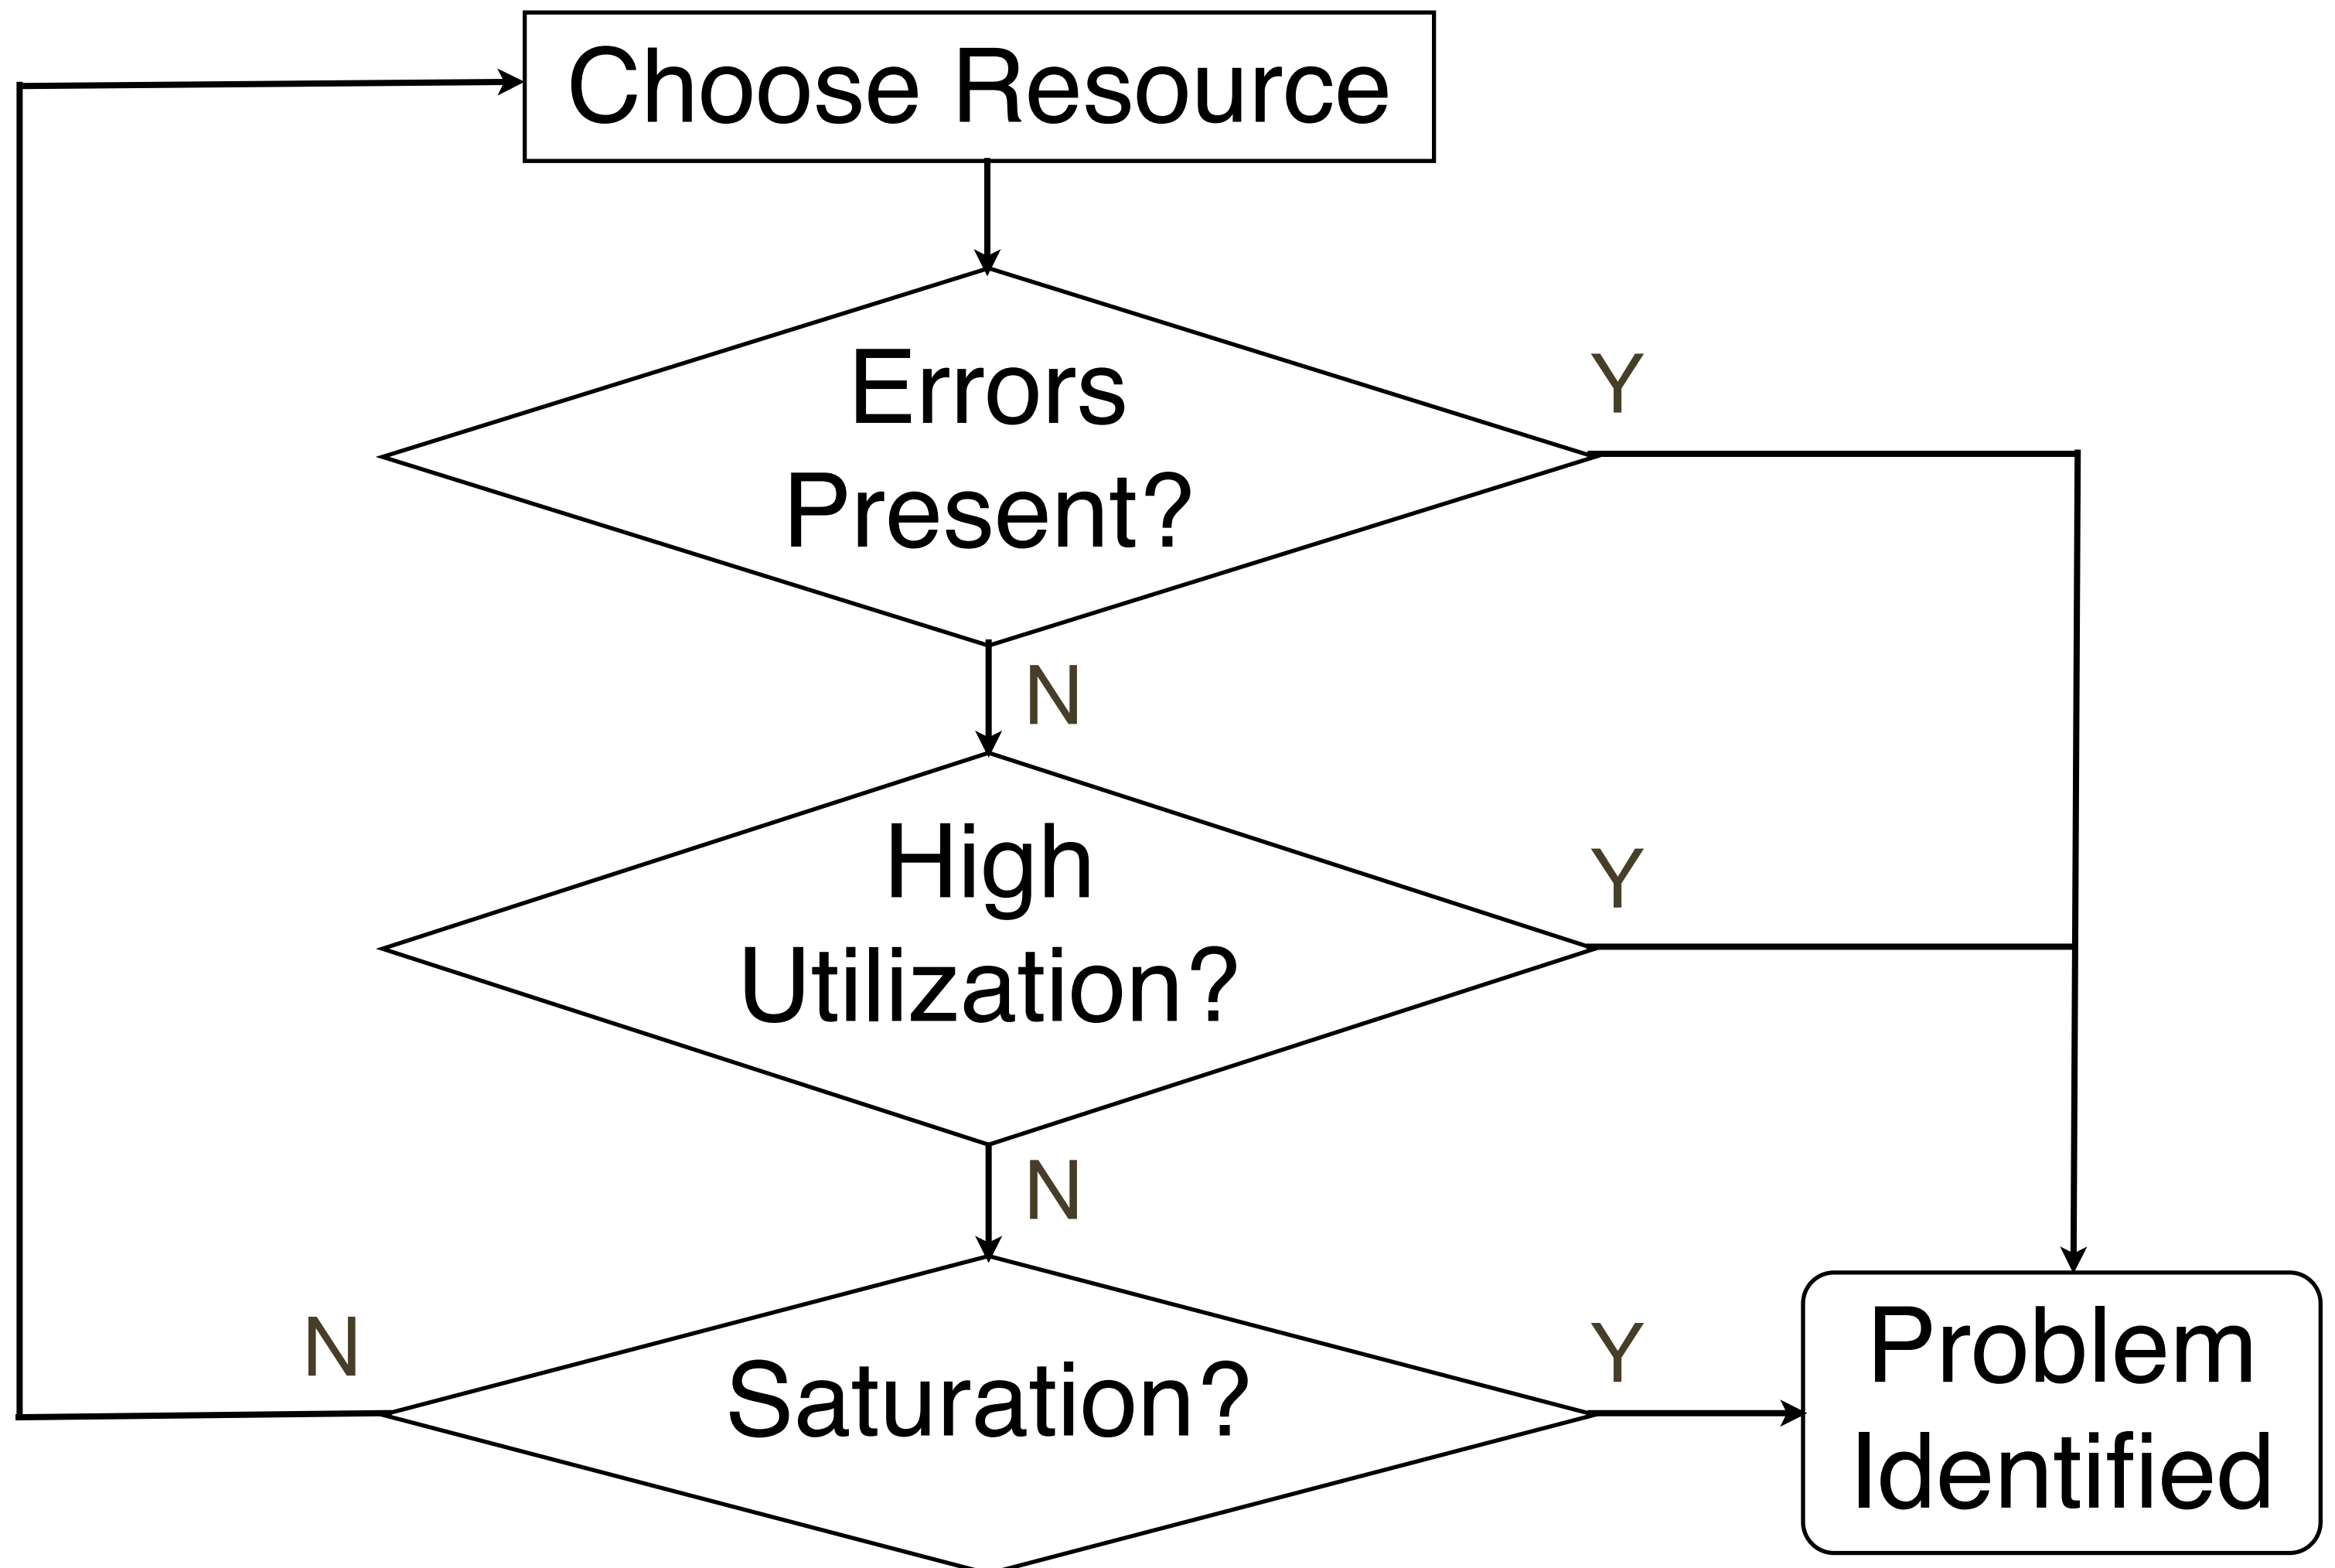 Choose Resource
Errors
Present?
Y
N
High
Utilization?
Y
N
Saturation?
N
Y
Problem
Identified